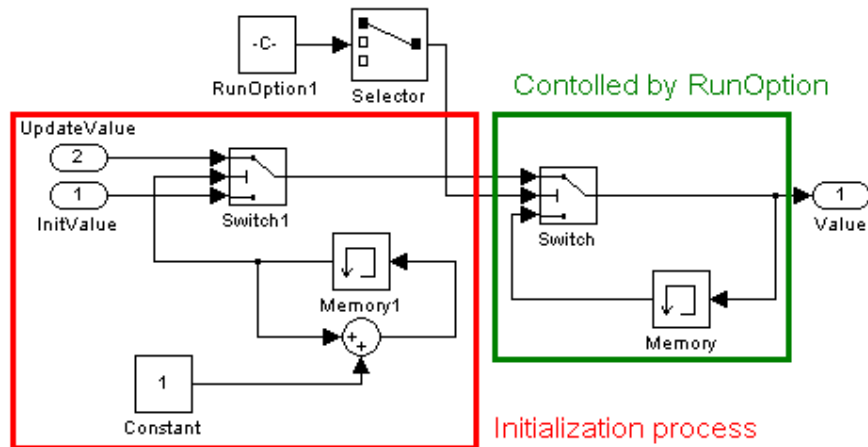 -C-
RunOption1
Selector
Contolled by RunOption
UpdateValue
2
1
InitValue
Switch1
Switch
1
Value
Memory1
Memory
+
+
1
Constant
Initialization process